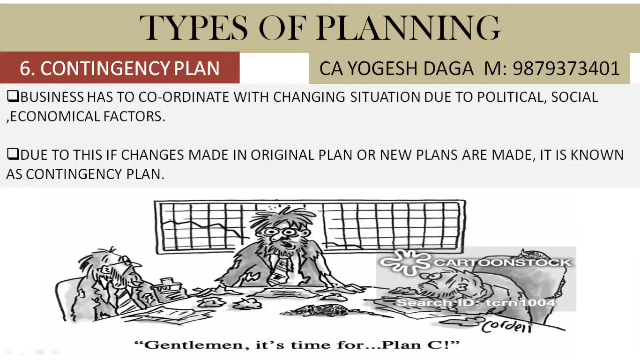 TYPES OF PLANNING
6. CONTINGENCY PLAN
CA YOGESH DAGA M: 9879373401
❑BUSINESS HAS TO CO-ORDINATE WITH CHANGING SITUATION DUE TO POLITICAL, SOCIAL
,ECONOMICAL FACTORS.
❑DUE TO THIS IF CHANGES MADE IN ORIGINAL PLAN OR NEW PLANS ARE MADE, IT IS KNOWN
AS CONTINGENCY PLAN.
CARTOONSTOCK
Search ID: tcrn1004
Cordell
"Gentlemen, it's time for...Plan C!"